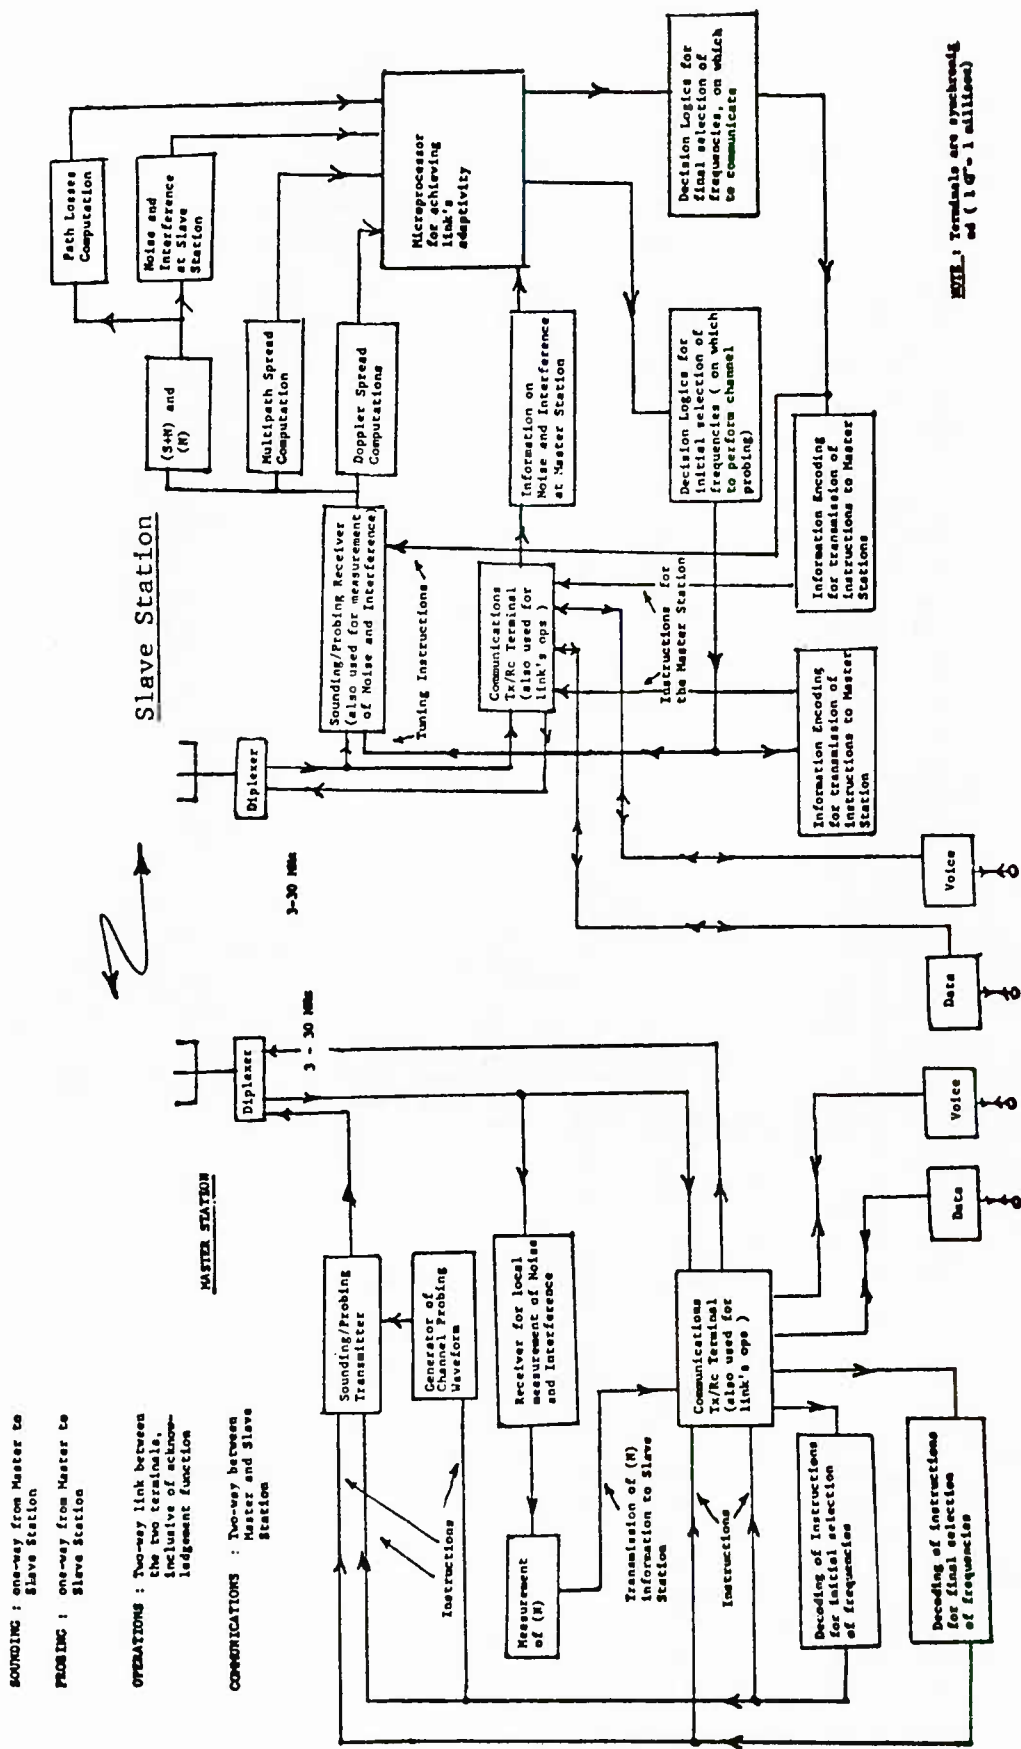 SOUNDING : one-way from Master to
Slave Station
PROBING : one-way from Master to
Slave Station
OPERATIONS : Two-way link between
the two terminals,
inclusive of acknow-
ledgement function
COMMUNICATIONS : Two-way between
Master and Slave
Station
MASTER STATION
Diplexer
3 - 30 MHs
Sounding/Probing
Transmitter
Generator of
Channel Probing
Waveform
Instructions
Receiver for local
measurement of Noise
and Interference
Measurement
of (N)
Transmission of (N)
information to Slave
Station
Communications
Tx/Rc Terminal
(also used for
link's ops )
Instructions
Decoding of Instructions
for initial selection
of frequencies
Decoding of instructions
for final selection
of frequencies
Data
Voice
Slave Station
Diplexer
3-30 MHs
Sounding/Probing Receiver
(also used for measurement
of Noise and Interference)
Tuning Instructions
(S+N) and
(N)
Path Losses
Computation
Noise and
Interference
at Slave
Station
Multipath Spread
Computation
Doppler Spread
Computations
Communications
Tx/Rc Terminal
(also used for
link's ops )
Information on
Noise and Interference
at Master Station
Microprocessor
for achieving
link's
adaptivity
Instructions for
the Master Station
Decision Logics for
initial selection of
frequencies ( on which
to perform channel
probing)
Decision Logics for
final selection of
frequencies, on which
to communicate
Information Encoding
for transmission of
instructions to Master
Station
Information Encoding
for transmission of
instructions to Master
Stations
Data
Voice
NOTE : Terminals are synchronig
ed ( 1 σ = 1 millisec)